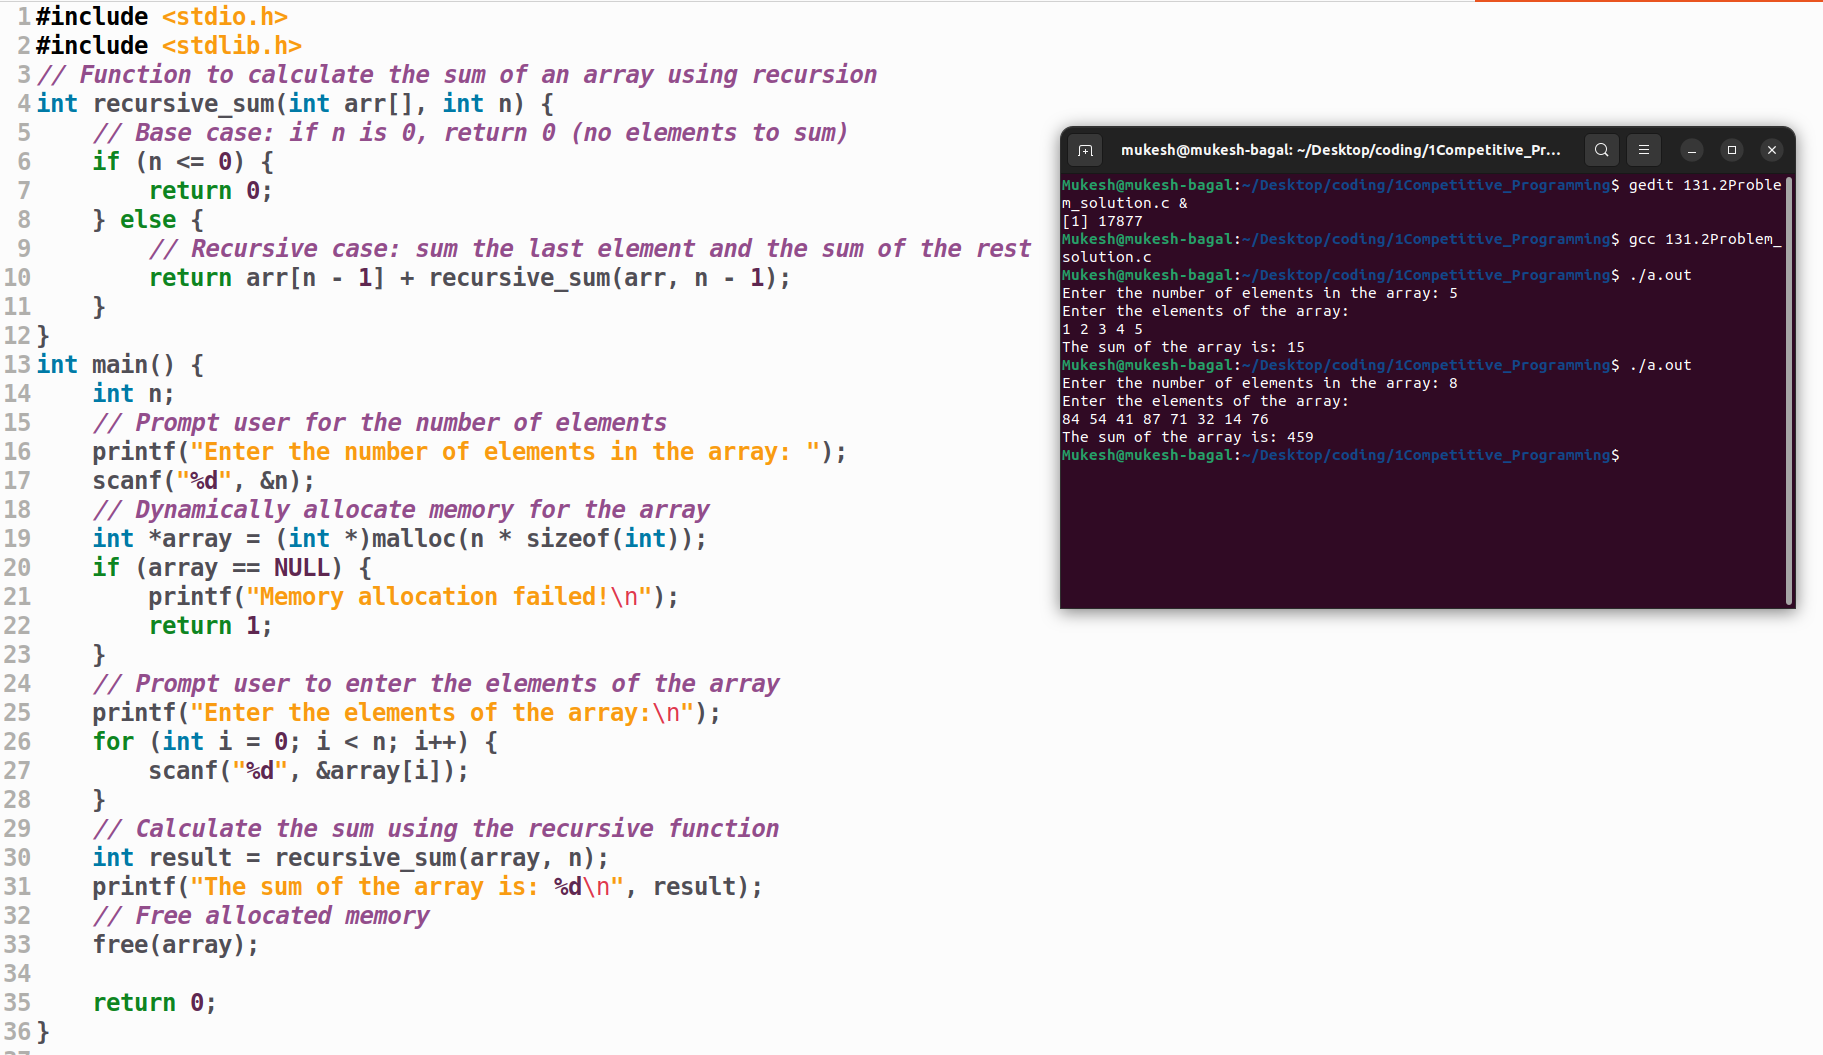 1 #include <stdio.h>
2 #include <stdlib.h>
3 // Function to calculate the sum of an array using recursion
4 int recursive_sum(int arr[], int n) {
5     // Base case: if n is 0, return 0 (no elements to sum)
6     if (n <= 0) {
7         return 0;
8     } else {
9         // Recursive case: sum the last element and the sum of the rest
10         return arr[n - 1] + recursive_sum(arr, n - 1);
11     }
12 }
13 int main() {
14     int n;
15     // Prompt user for the number of elements
16     printf("Enter the number of elements in the array: ");
17     scanf("%d", &n);
18     // Dynamically allocate memory for the array
19     int *array = (int *)malloc(n * sizeof(int));
20     if (array == NULL) {
21         printf("Memory allocation failed!\n");
22         return 1;
23     }
24     // Prompt user to enter the elements of the array
25     printf("Enter the elements of the array:\n");
26     for (int i = 0; i < n; i++) {
27         scanf("%d", &array[i]);
28     }
29     // Calculate the sum using the recursive function
30     int result = recursive_sum(array, n);
31     printf("The sum of the array is: %d\n", result);
32     // Free allocated memory
33     free(array);
34
35     return 0;
36 }
mukesh@mukesh-bagal: ~/Desktop/coding/1Competitive_Pr...
Mukesh@mukesh-bagal:~/Desktop/coding/1Competitive_Programming$ gedit 131.2Proble
m_solution.c &
[1] 17877
Mukesh@mukesh-bagal:~/Desktop/coding/1Competitive_Programming$ gcc 131.2Problem_
solution.c
Mukesh@mukesh-bagal:~/Desktop/coding/1Competitive_Programming$ ./a.out
Enter the number of elements in the array: 5
Enter the elements of the array:
1 2 3 4 5
The sum of the array is: 15
Mukesh@mukesh-bagal:~/Desktop/coding/1Competitive_Programming$ ./a.out
Enter the number of elements in the array: 8
Enter the elements of the array:
84 54 41 87 71 32 14 76
The sum of the array is: 459
Mukesh@mukesh-bagal:~/Desktop/coding/1Competitive_Programming$